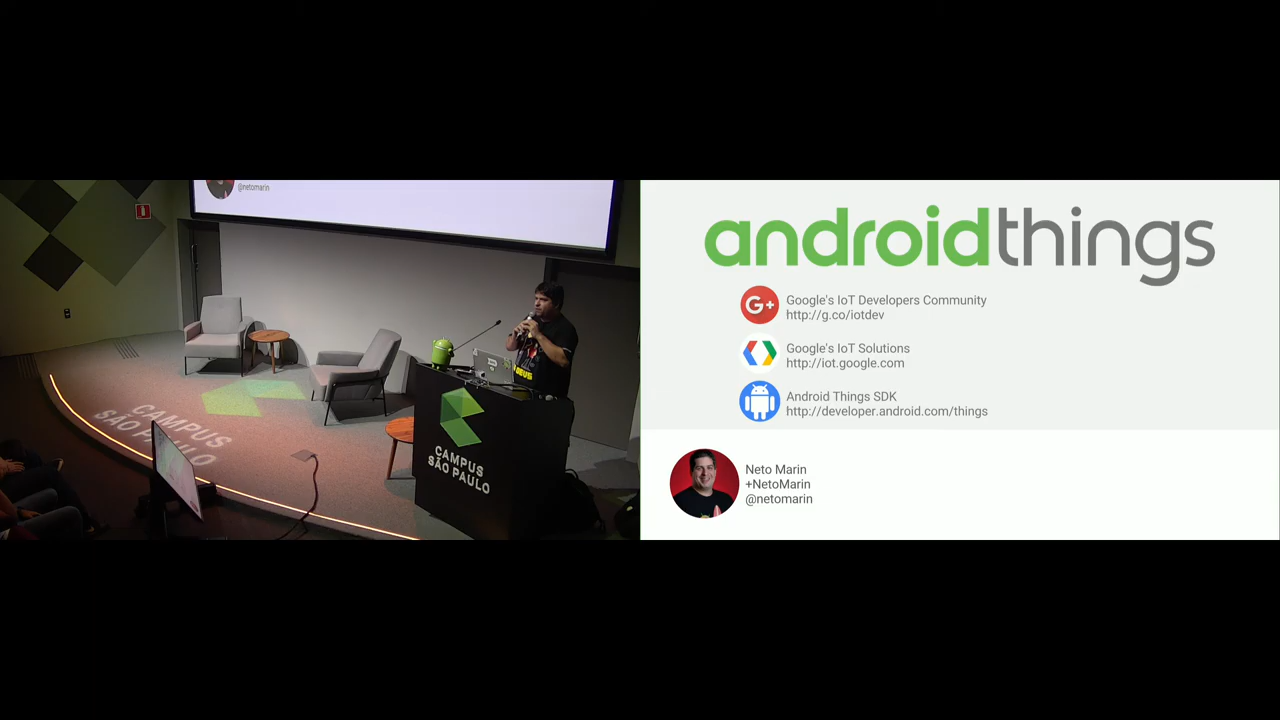 @netomarin
CAMPUS
SÃO PAULO
CAMPUS
SÃO PAULO
androidthings
G+
Google's IoT Developers Community
http://g.co/iotdev
Google's IoT Solutions
http://iot.google.com
Android Things SDK
http://developer.android.com/things
Neto Marin
+NetoMarin
@netomarin